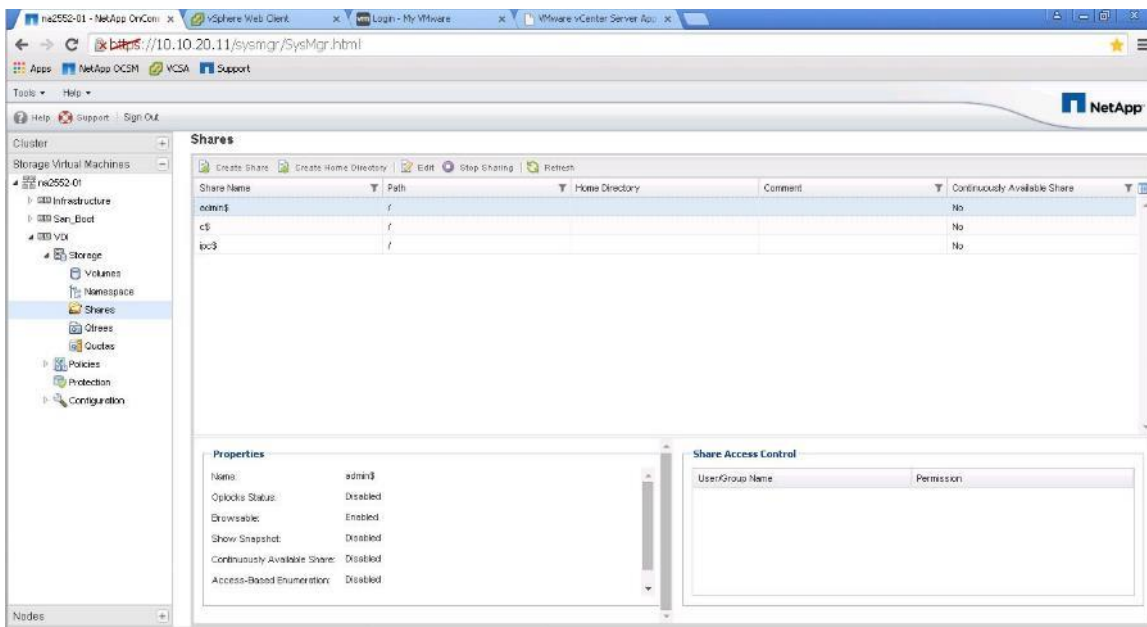 na2552-01 - NetApp OnCom
vSphere Web Client
vm Login - My VMware
VMware vCenter Server App
https://10.10.20.11/sysmgr/SysMgr.html
Apps NetApp OCSM VCSA Support
Tools Help
NetApp
Help Support Sign Out
Cluster
Storage Virtual Machines
na2552-01
Infrastructure
San_Boot
VDI
Storage
Volumes
Namespace
Shares
Qtrees
Quotas
Policies
Protection
Configuration
Nodes
Shares
Create Share Create Home Directory Edit Stop Sharing Refresh
Share Name Path Home Directory Comment Continuously Available Share
admin$ / No
c$ / No
ipc$ / No
Properties
Name: admin$
Oplocks Status: Disabled
Browsable: Enabled
Show Snapshot: Disabled
Continuously Available Share: Disabled
Access-Based Enumeration: Disabled
Share Access Control
User/Group Name Permission